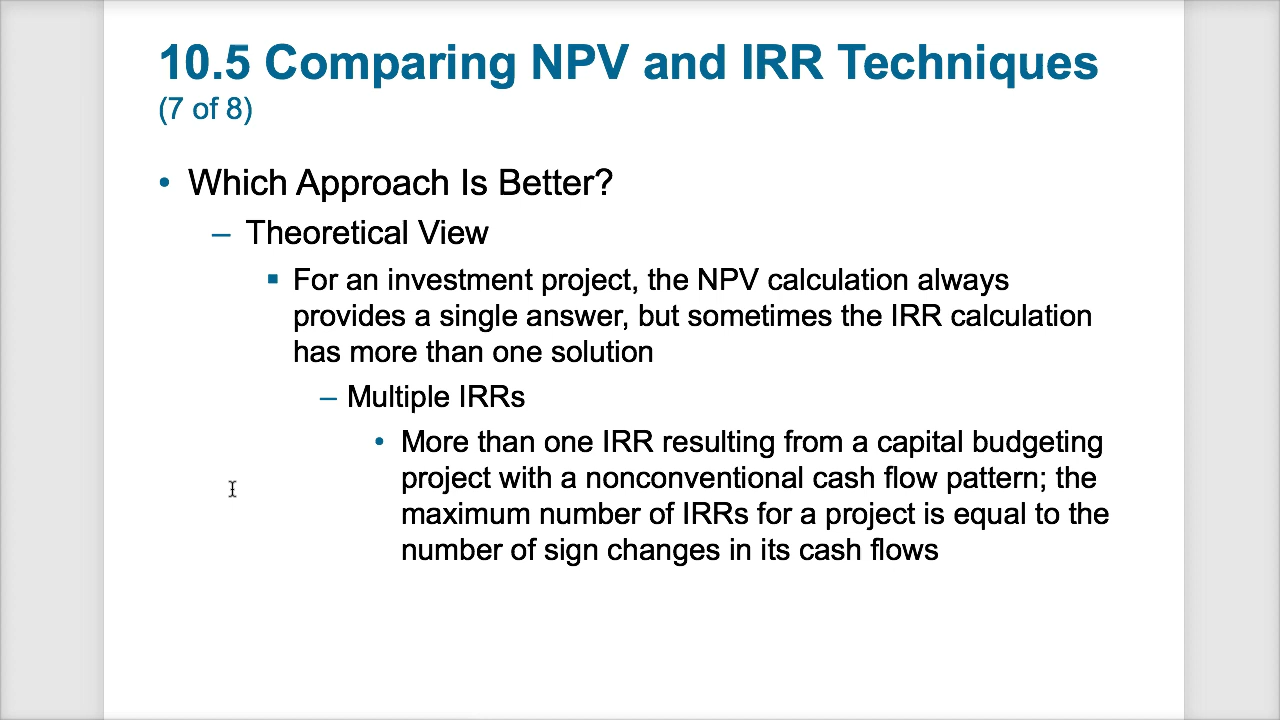 10.5 Comparing NPV and IRR Techniques
(7 of 8)
• Which Approach Is Better?
– Theoretical View
▪ For an investment project, the NPV calculation always
provides a single answer, but sometimes the IRR calculation
has more than one solution
– Multiple IRRs
• More than one IRR resulting from a capital budgeting
project with a nonconventional cash flow pattern; the
maximum number of IRRs for a project is equal to the
number of sign changes in its cash flows